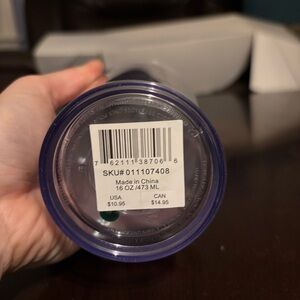 7 62111 38706 6
SKU#011107408
Made in China
16 OZ /473 ML
USA CAN
$10.95 $14.95